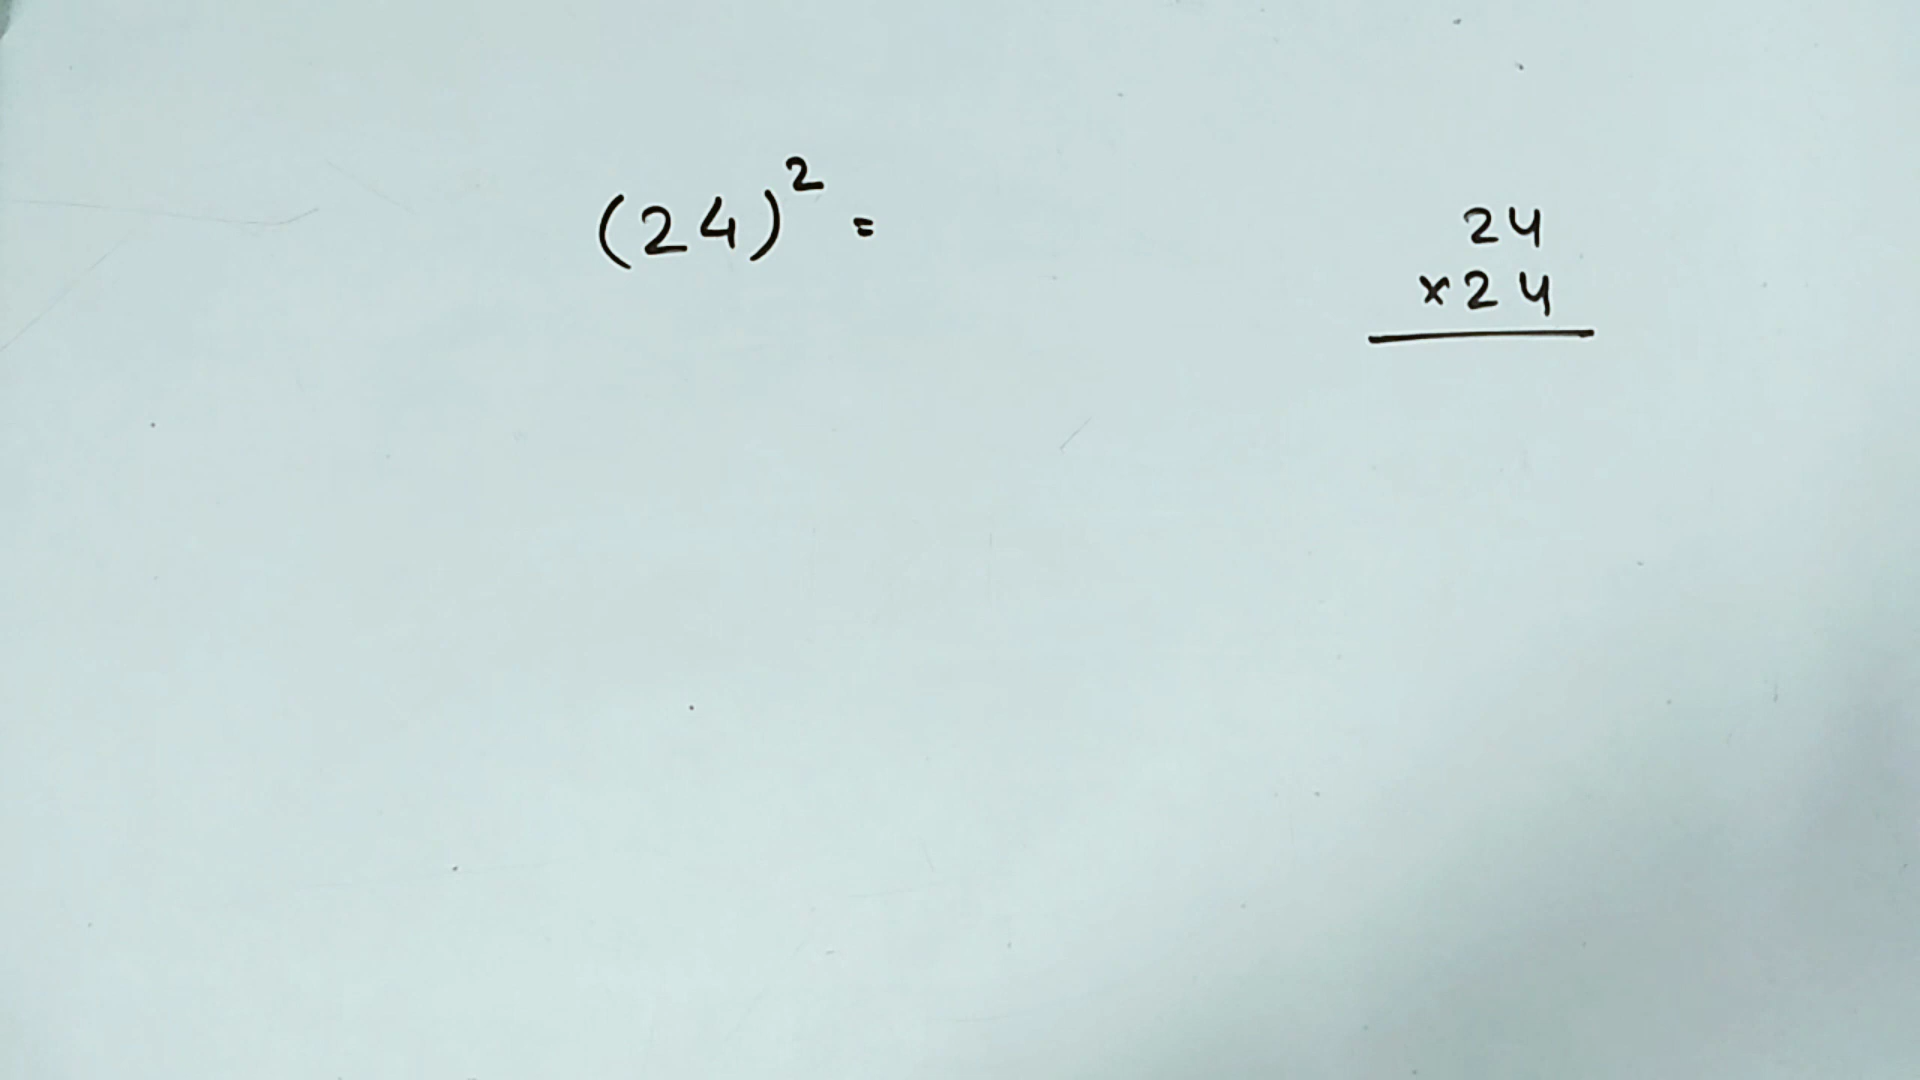 (24)² =
24
×24